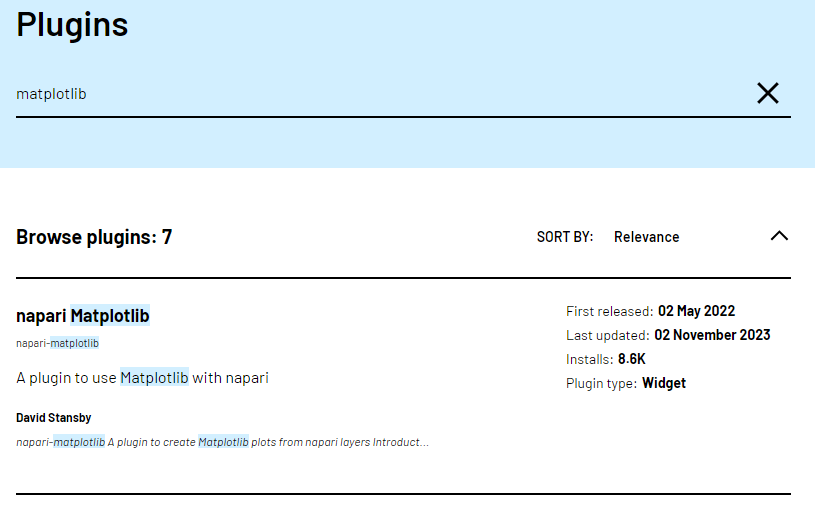 Plugins
matplotlib
Browse plugins: 7
SORT BY: Relevance
napari Matplotlib
napari-matplotlib
A plugin to use Matplotlib with napari
David Stansby
napari-matplotlib A plugin to create Matplotlib plots from napari layers Introduct...
First released: 02 May 2022
Last updated: 02 November 2023
Installs: 8.6K
Plugin type: Widget